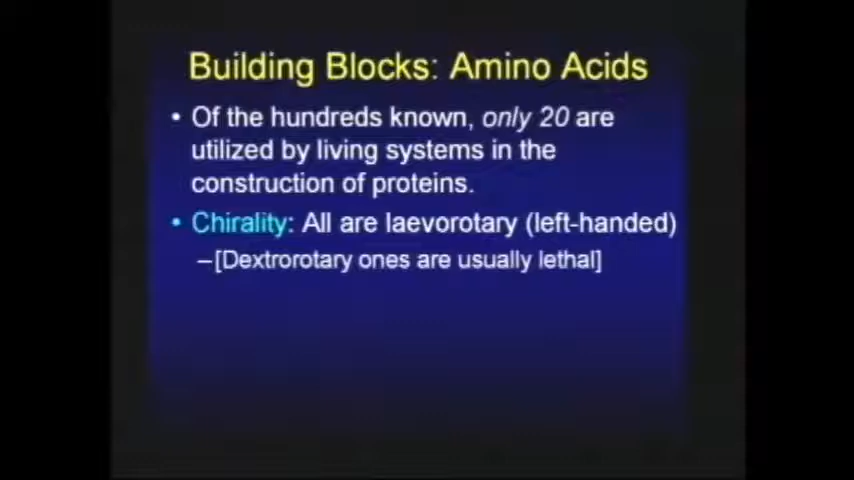 Building Blocks: Amino Acids
• Of the hundreds known, only 20 are
utilized by living systems in the
construction of proteins.
• Chirality: All are laevorotary (left-handed)
–[Dextrorotary ones are usually lethal]